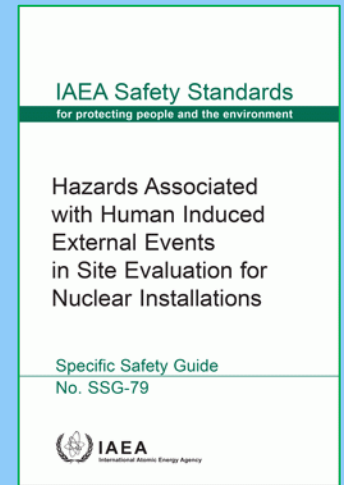 IAEA Safety Standards
for protecting people and the environment
Hazards Associated
with Human Induced
External Events
in Site Evaluation for
Nuclear Installations
Specific Safety Guide
No. SSG-79
IAEA
International Atomic Energy Agency